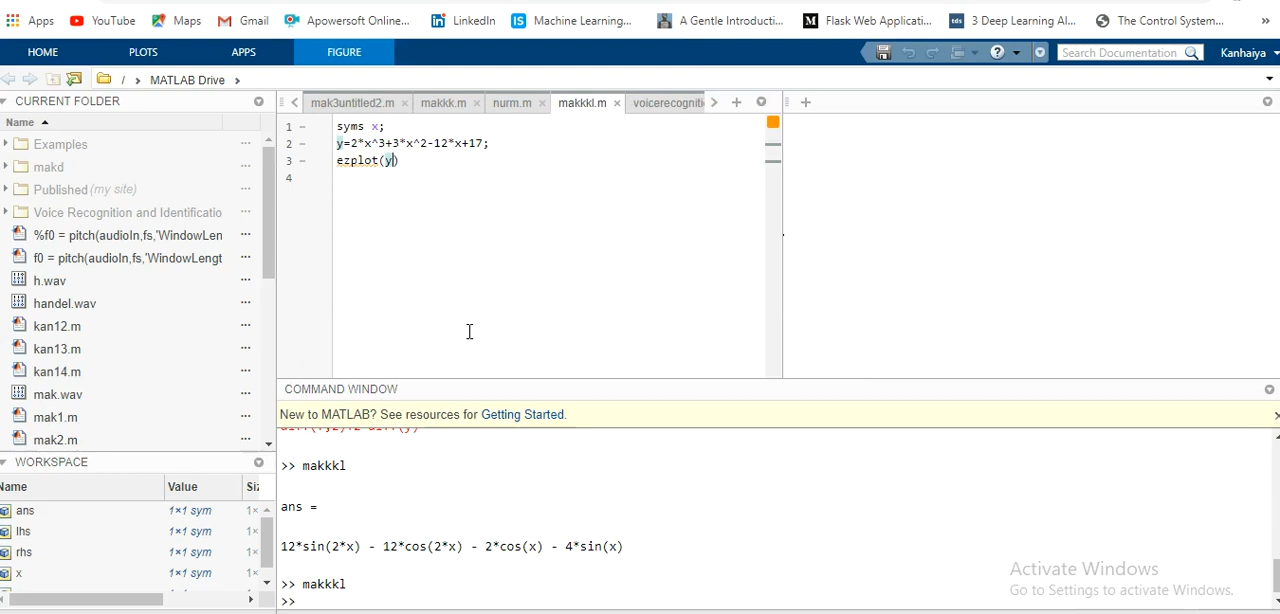 Apps YouTube Maps Gmail Apowersoft Online... LinkedIn Machine Learning... A Gentle Introducti... Flask Web Applicati... 3 Deep Learning Al... The Control System... »
HOME PLOTS APPS FIGURE Search Documentation Kanhaiya
/ MATLAB Drive
CURRENT FOLDER
mak3untitled2.m × makkk.m × nurm.m × makkkl.m × voicerecogniti
Name
1 - syms x;
2 - y=2*x^3+3*x^2-12*x+17;
3 - ezplot(y)
4
Examples ...
makd ...
Published (my site) ...
Voice Recognition and Identificatio ...
%f0 = pitch(audioIn,fs,'WindowLen ...
f0 = pitch(audioIn,fs,'WindowLengt ...
h.wav ...
handel.wav ...
kan12.m ...
kan13.m ...
kan14.m ...
mak.wav ...
mak1.m ...
mak2.m ...
COMMAND WINDOW
New to MATLAB? See resources for Getting Started. ×
>> makkkl
ans =
12*sin(2*x) - 12*cos(2*x) - 2*cos(x) - 4*sin(x)
>> makkkl
>>
WORKSPACE
Name Value Siz
ans 1×1 sym 1×
lhs 1×1 sym 1×
rhs 1×1 sym 1×
x 1×1 sym 1×
Activate Windows
Go to Settings to activate Windows.